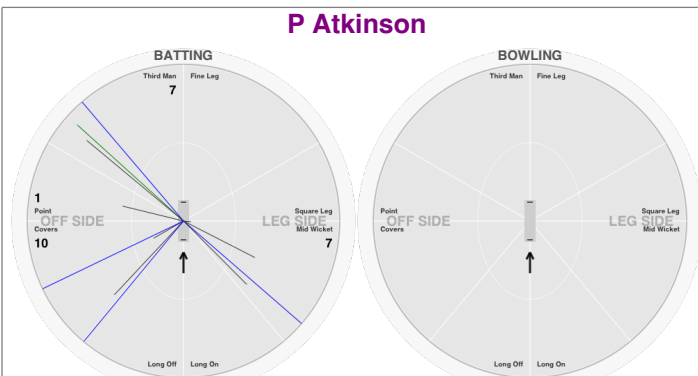 P Atkinson
BATTING
BOWLING
Third Man Fine Leg
7
1
Point
OFF SIDE
Covers
10
Square Leg
LEG SIDE
Mid Wicket
7
Long Off Long On
Third Man Fine Leg
Point
OFF SIDE
Covers
Square Leg
LEG SIDE
Mid Wicket
Long Off Long On